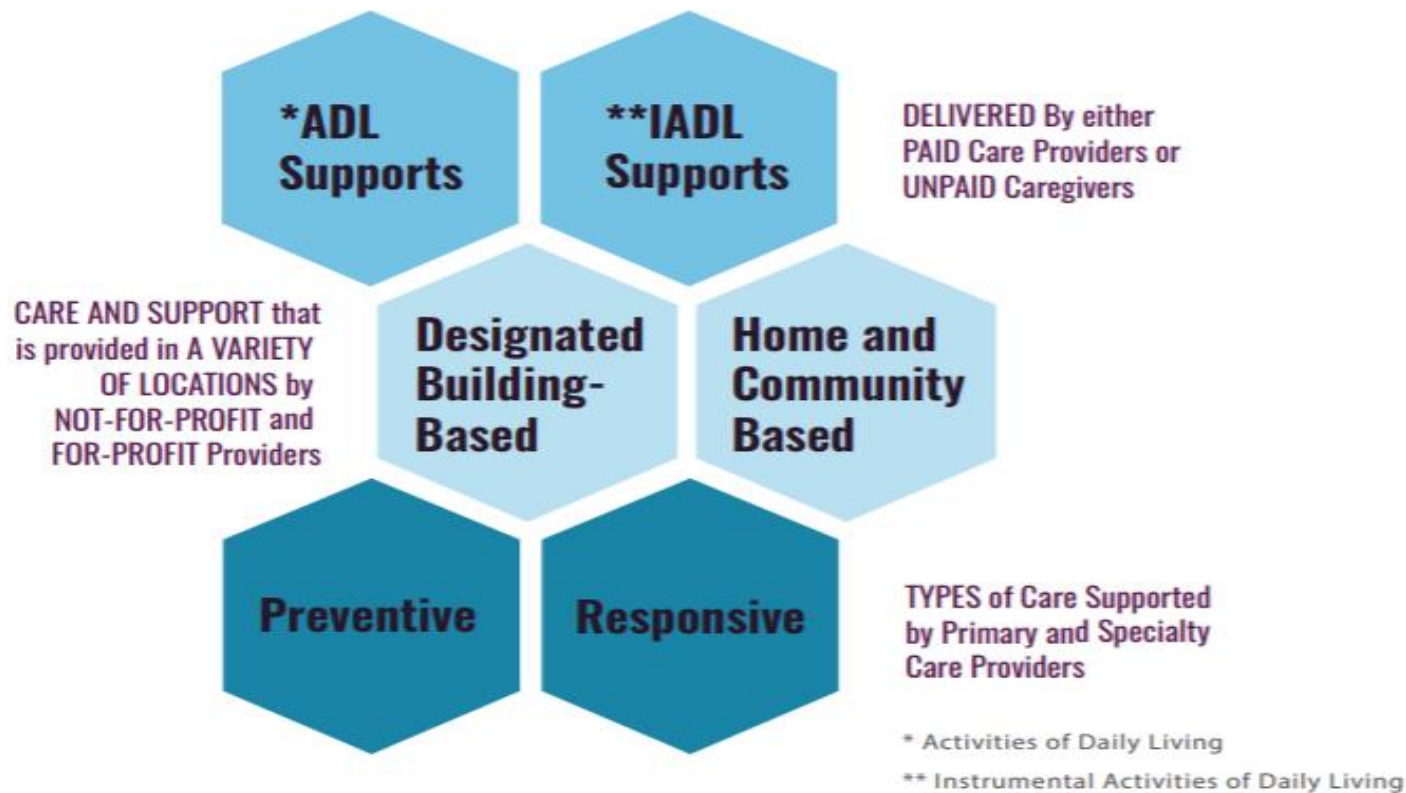 *ADL
Supports
**IADL
Supports
DELIVERED By either
PAID Care Providers or
UNPAID Caregivers
CARE AND SUPPORT that
is provided in A VARIETY
OF LOCATIONS by
NOT-FOR-PROFIT and
FOR-PROFIT Providers
Designated
Building-
Based
Home and
Community
Based
Preventive
Responsive
TYPES of Care Supported
by Primary and Specialty
Care Providers
* Activities of Daily Living
** Instrumental Activities of Daily Living